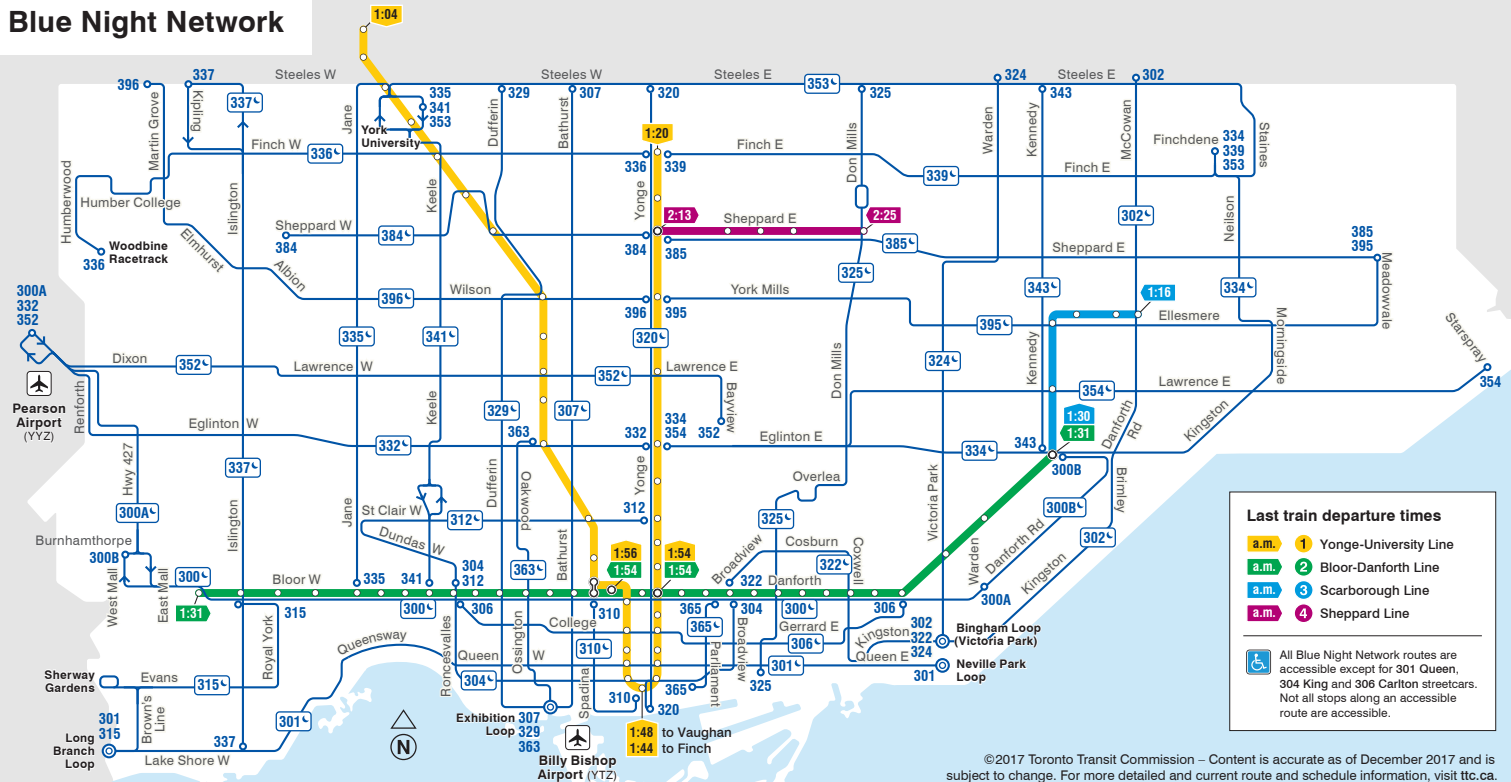 Blue Night Network
1:04
396
337
Steeles W
Steeles W
Steeles E
353
324
Steeles E
302
Martin Grove
Kipling
337
Jane
335
341
353
York
University
Dufferin
329
Bathurst
307
320
325
Don Mills
Warden
Kennedy
343
McCowan
Finchdene
334
339
353
Staines
1:20
Finch W
336
336
339
Finch E
339
Finch E
Humberwood
Humber College
Islington
Keele
Yonge
2:13
Sheppard E
2:25
302
Neilson
Sheppard W
384
384
384
385
385
Sheppard E
385
395
Meadowvale
Woodbine
Racetrack
336
Elmhurst
Albion
325
343
334
1:16
300A
332
352
396
Wilson
396
395
York Mills
395
Ellesmere
Morningside
Starspray
354
335
341
320
324
Kennedy
Dixon
352
Lawrence W
352
Lawrence E
Don Mills
354
Lawrence E
Pearson
Airport
(YYZ)
Renforth
Keele
329
307
Bayview
352
1:30
1:31
Danforth
Rd
Kingston
Eglinton W
332
363
332
334
354
Eglinton E
334
343
300B
Hwy 427
337
Dufferin
Oakwood
Yonge
Overlea
Victoria Park
Brimley
300A
Islington
Jane
St Clair W
312
312
325
300B
Burnhamthorpe
300B
Dundas W
Bathurst
1:56
1:54
1:54
1:54
Broadview
Cosburn
322
Coxwell
Warden
Danforth Rd
302
Kingston
West Mall
East Mall
300
1:31
Bloor W
335
341
304
312
363
322
Danforth
300A
315
300
306
310
365
304
300
306
Royal York
College
365
Gerrard E
306
Kingston
302
322
324
Bingham Loop
(Victoria Park)
Queensway
Roncesvalles
Queen
W
Ossington
310
Parliament
Broadview
301
Queen E
301
Neville Park
Loop
Sherway
Gardens
Evans
315
304
Spadina
310
365
325
320
301
315
Long
Branch
Loop
Brown's
Line
337
Lake Shore W
301
N
Exhibition
Loop
307
329
363
Billy Bishop
Airport (YTZ)
1:48
1:44
to Vaughan
to Finch
Last train departure times
a.m. 1 Yonge-University Line
a.m. 2 Bloor-Danforth Line
a.m. 3 Scarborough Line
a.m. 4 Sheppard Line
All Blue Night Network routes are
accessible except for 301 Queen,
304 King and 306 Carlton streetcars.
Not all stops along an accessible
route are accessible.
©2017 Toronto Transit Commission – Content is accurate as of December 2017 and is
subject to change. For more detailed and current route and schedule information, visit ttc.ca.